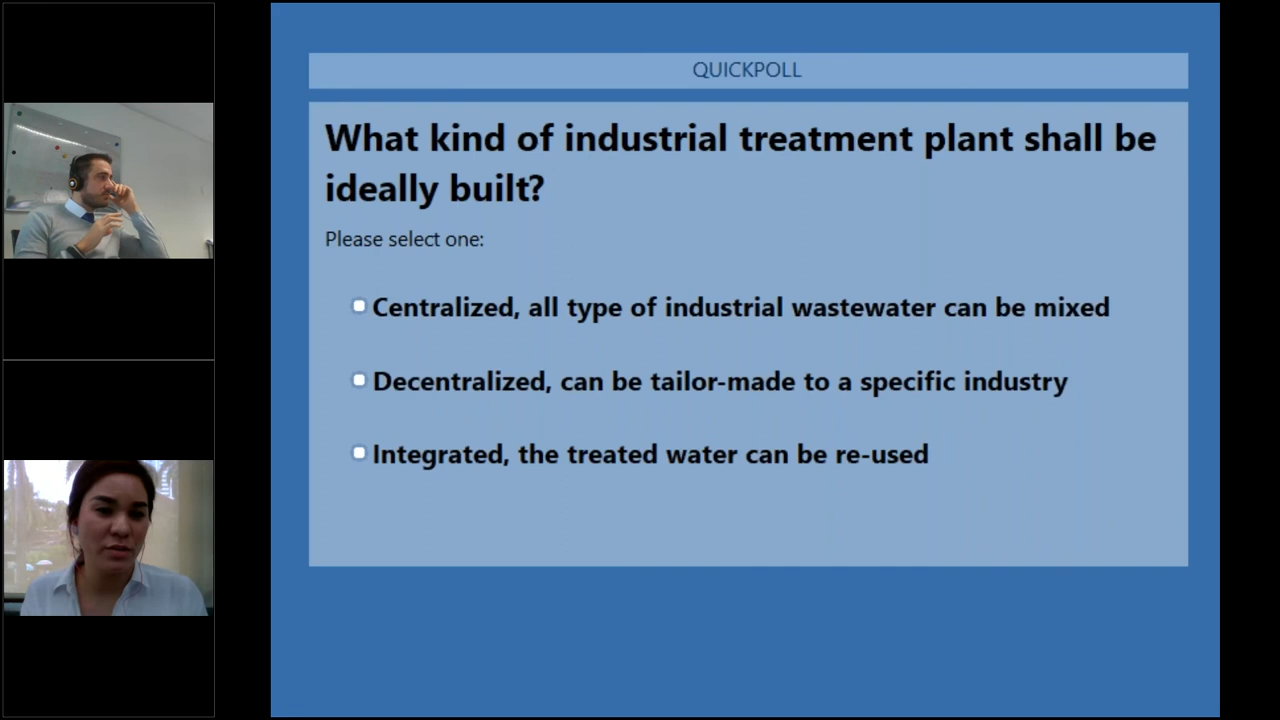 QUICKPOLL
What kind of industrial treatment plant shall be
ideally built?
Please select one:
Centralized, all type of industrial wastewater can be mixed
Decentralized, can be tailor-made to a specific industry
Integrated, the treated water can be re-used